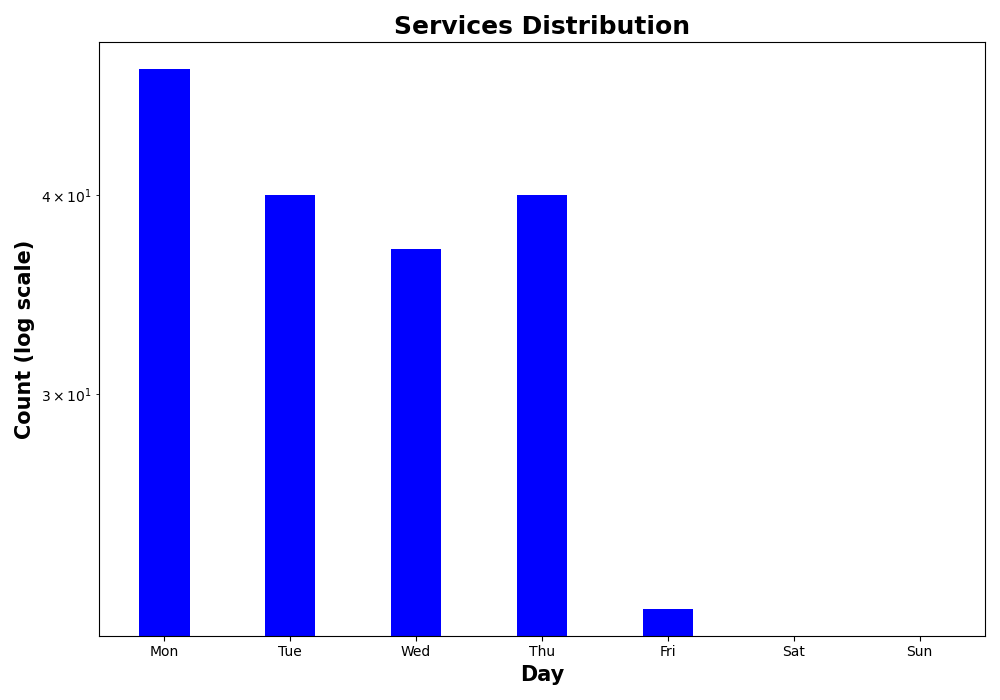 Services Distribution
Count (log scale)
4 × 10¹
3 × 10¹
Mon Tue Wed Thu Fri Sat Sun
Day